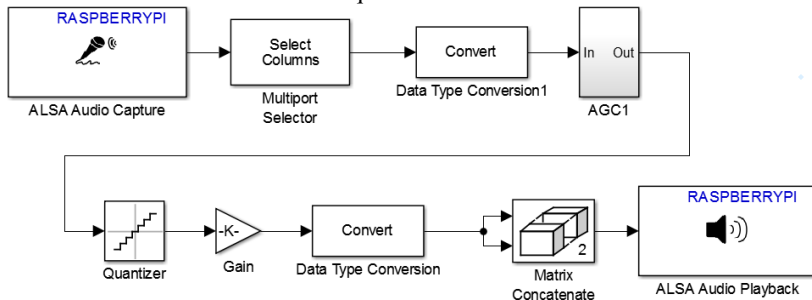 RASPBERRYPI
ALSA Audio Capture
Select
Columns
Multiport
Selector
Convert
Data Type Conversion1
In Out
AGC1
Quantizer
-K-
Gain
Convert
Data Type Conversion
2
Matrix
Concatenate
RASPBERRYPI
ALSA Audio Playback